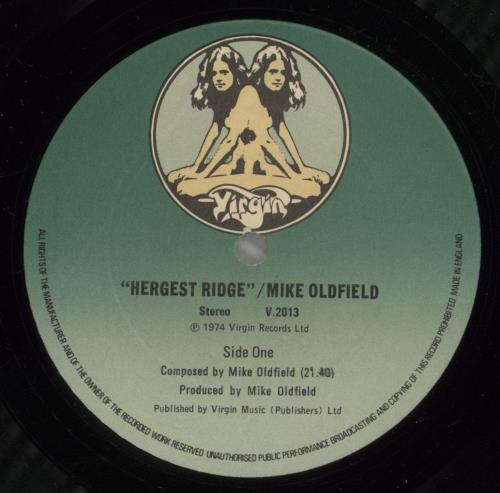 Virgin
"HERGEST RIDGE"/MIKE OLDFIELD
Stereo V.2013
℗ 1974 Virgin Records Ltd
Side One
Composed by Mike Oldfield (21.40)
Produced by Mike Oldfield
Published by Virgin Music (Publishers) Ltd
ALL RIGHTS OF THE MANUFACTURER AND OF THE OWNER OF THE RECORDED WORK RESERVED. UNAUTHORISED PUBLIC PERFORMANCE BROADCASTING AND COPYING OF THIS RECORD PROHIBITED MADE IN ENGLAND